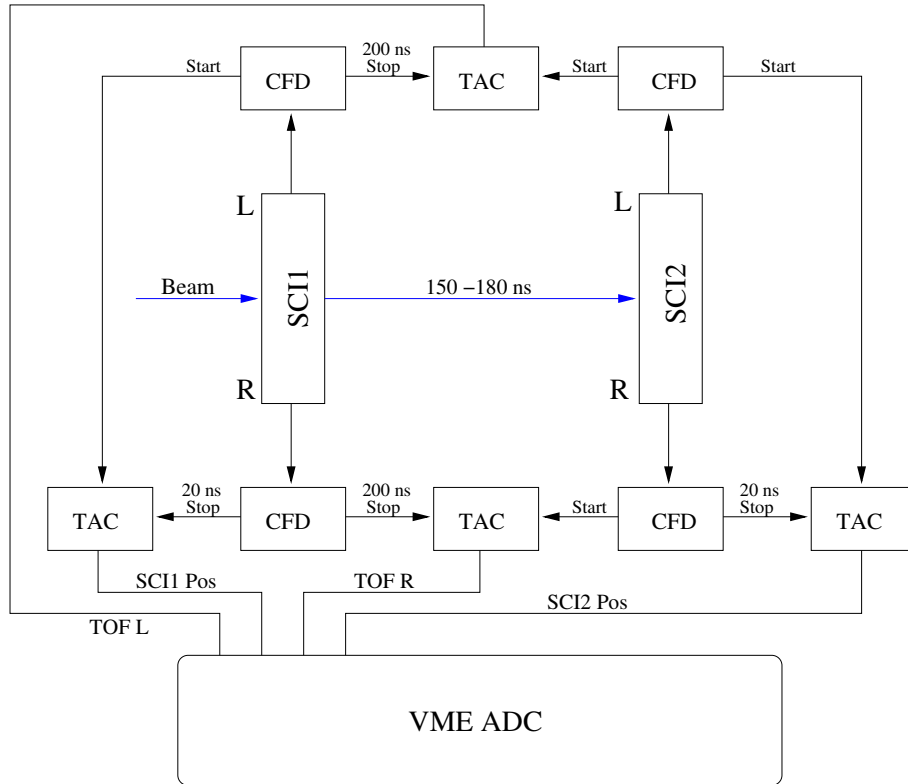 200 ns
Start
Stop
Start
Start
CFD
TAC
CFD
L
L
SCI1
SCI2
Beam
150 −180 ns
R
R
20 ns
Stop
200 ns
Stop
Start
20 ns
Stop
TAC
CFD
TAC
CFD
TAC
SCI1 Pos
TOF R
SCI2 Pos
TOF L
VME ADC